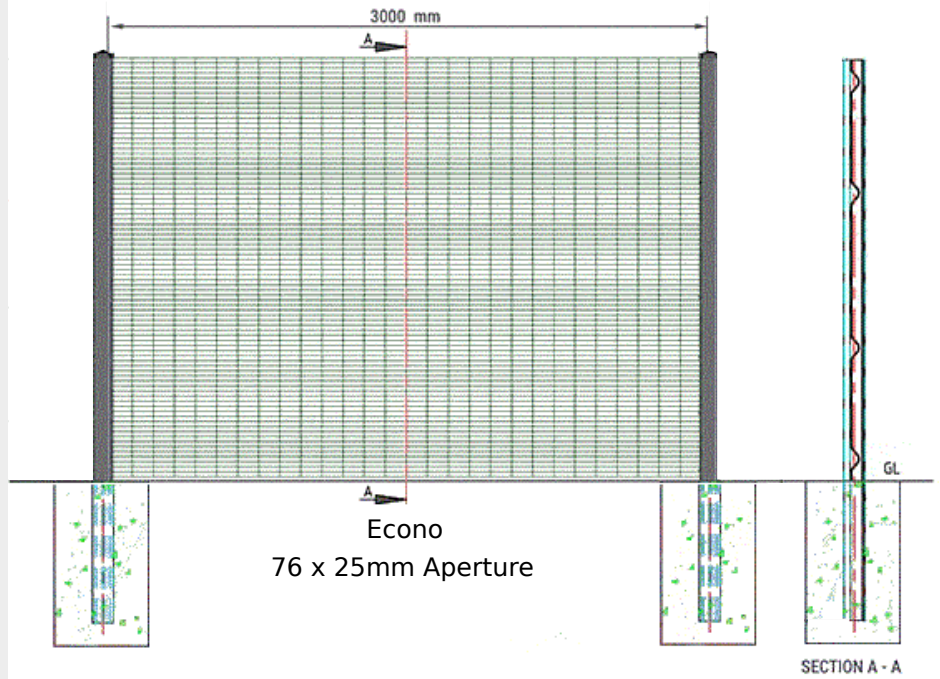 3000 mm
A
GL
A
Econo
76 x 25mm Aperture
SECTION A - A